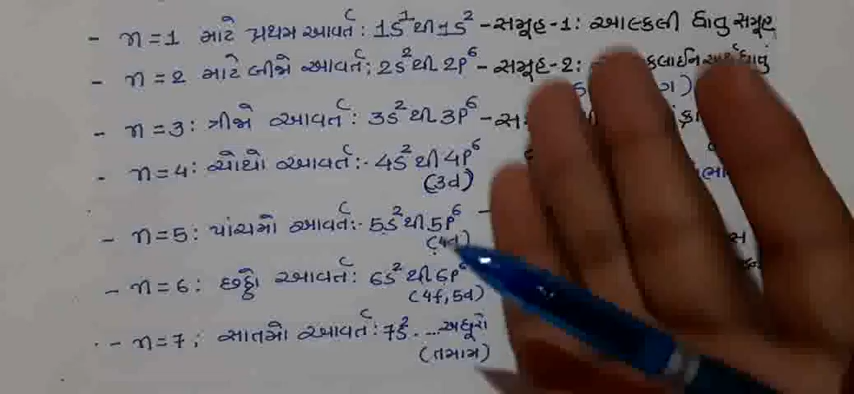 - n=1 માટે પ્રથમ આવર્ત : 1s¹ થી 1s² - સમૂહ-1: આલ્કલી ધાતુ સમૂહ
- n=2 માટે બીજો આવર્ત : 2s² થી 2p⁶ - સમૂહ-2:
- n=3 : ત્રીજો આવર્ત : 3s² થી 3p⁶
- n=4 : ચોથો આવર્ત :- 4s² થી 4p⁶
(3d)
- n=5 : પાંચમો આવર્ત :- 5s² થી 5p⁶ -
(4d)
- n=6 : છઠ્ઠો આવર્ત : 6s² થી 6p⁶
(4f, 5d)
- n=7 ; સાતમો આવર્ત : 7s² ... અધૂરો
(તમામ)